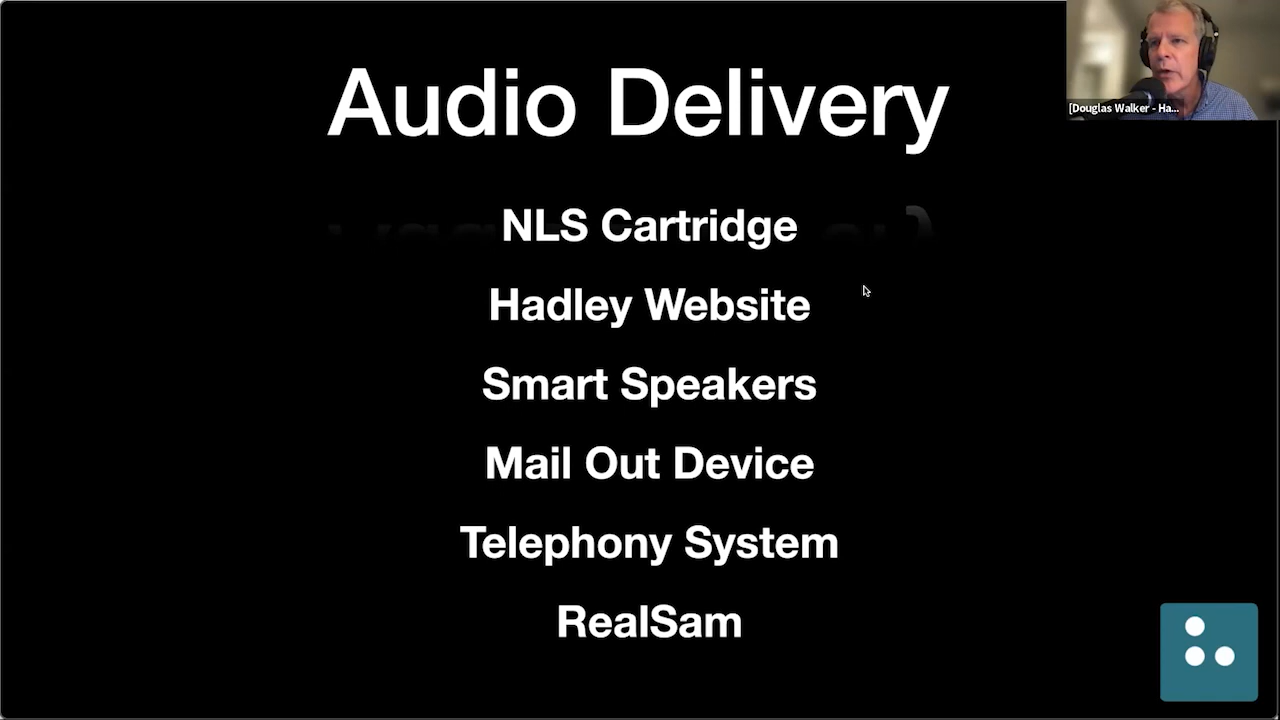 Audio Delivery
[Douglas Walker - Ha...
NLS Cartridge
Hadley Website
Smart Speakers
Mail Out Device
Telephony System
RealSam